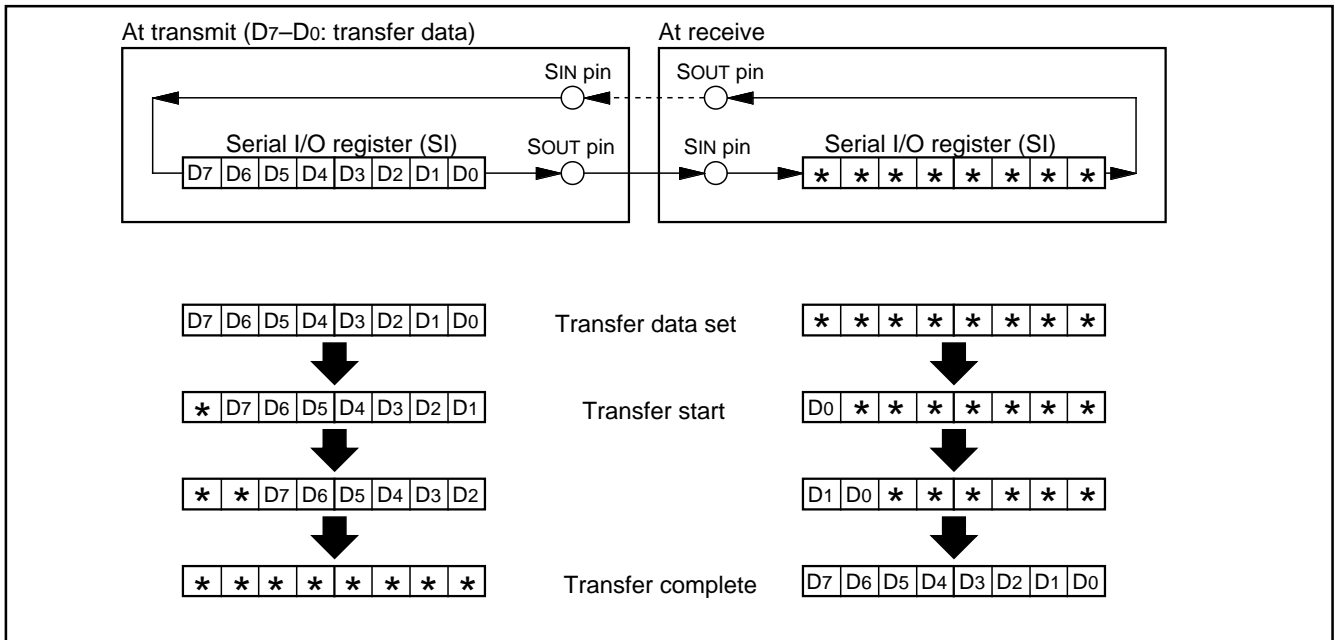 At transmit (D7–D0: transfer data)
At receive
SIN pin
SOUT pin
Serial I/O register (SI)
SOUT pin
SIN pin
Serial I/O register (SI)
D7 D6 D5 D4 D3 D2 D1 D0
* * * * * * * *
D7 D6 D5 D4 D3 D2 D1 D0
Transfer data set
* * * * * * * *
* D7 D6 D5 D4 D3 D2 D1
Transfer start
D0 * * * * * * *
* * D7 D6 D5 D4 D3 D2
D1 D0 * * * * * *
* * * * * * * *
Transfer complete
D7 D6 D5 D4 D3 D2 D1 D0